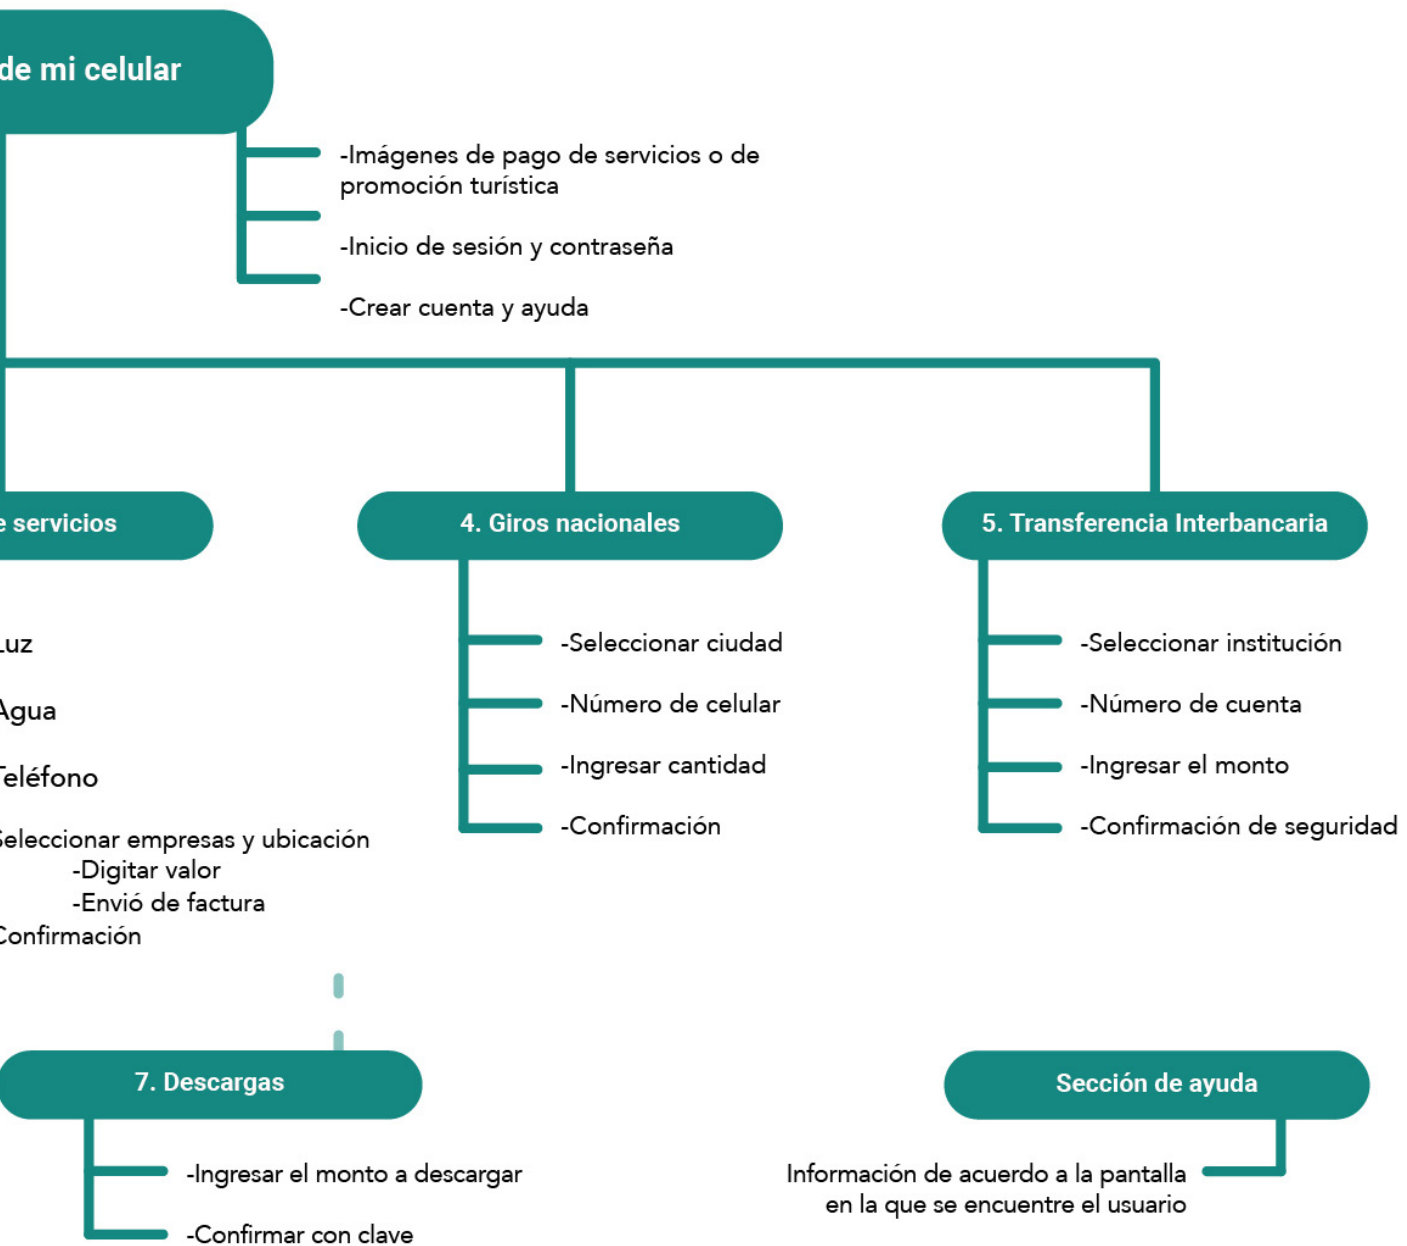 de mi celular
-Imágenes de pago de servicios o de
promoción turística
-Inicio de sesión y contraseña
-Crear cuenta y ayuda
servicios
4. Giros nacionales
5. Transferencia Interbancaria
Luz
Agua
Teléfono
Seleccionar empresas y ubicación
-Digitar valor
-Envió de factura
Confirmación
-Seleccionar ciudad
-Número de celular
-Ingresar cantidad
-Confirmación
-Seleccionar institución
-Número de cuenta
-Ingresar el monto
-Confirmación de seguridad
7. Descargas
-Ingresar el monto a descargar
-Confirmar con clave
Sección de ayuda
Información de acuerdo a la pantalla
en la que se encuentre el usuario